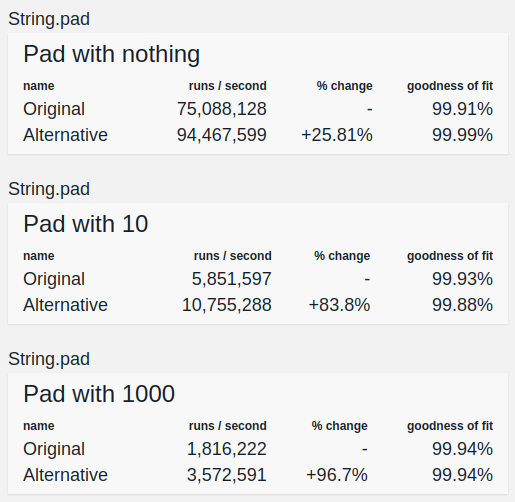 String.pad
Pad with nothing
name runs / second % change goodness of fit
Original 75,088,128 - 99.91%
Alternative 94,467,599 +25.81% 99.99%
String.pad
Pad with 10
name runs / second % change goodness of fit
Original 5,851,597 - 99.93%
Alternative 10,755,288 +83.8% 99.88%
String.pad
Pad with 1000
name runs / second % change goodness of fit
Original 1,816,222 - 99.94%
Alternative 3,572,591 +96.7% 99.94%